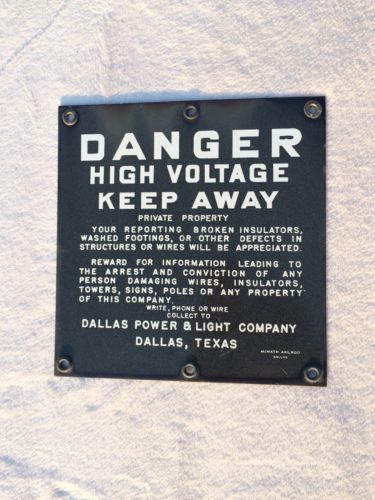 DANGER
HIGH VOLTAGE
KEEP AWAY
PRIVATE PROPERTY
YOUR REPORTING BROKEN INSULATORS,
WASHED FOOTINGS, OR OTHER DEFECTS IN
STRUCTURES OR WIRES WILL BE APPRECIATED.
REWARD FOR INFORMATION LEADING TO
THE ARREST AND CONVICTION OF ANY
PERSON DAMAGING WIRES, INSULATORS,
TOWERS, SIGNS, POLES OR ANY PROPERTY
OF THIS COMPANY.
WRITE, PHONE OR WIRE
COLLECT TO
DALLAS POWER & LIGHT COMPANY
DALLAS, TEXAS
DALLAS